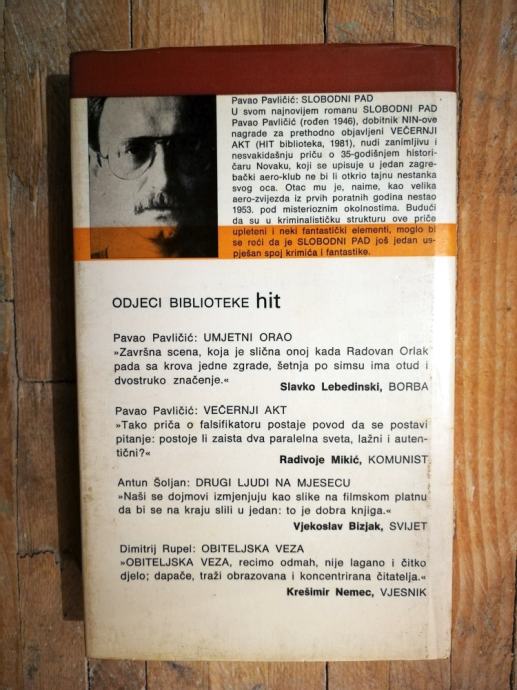 Pavao Pavličić: SLOBODNI PAD
U svom najnovijem romanu SLOBODNI PAD
Pavao Pavličić (rođen 1946), dobitnik NIN-ove
nagrade za prethodno objavljeni VEČERNJI
AKT (HIT biblioteka, 1981), nudi zanimljivu i
nesvakidašnju priču o 35-godišnjem histori-
čaru Novaku, koji se upisuje u jedan zagre-
bački aero-klub ne bi li otkrio tajnu nestanka
svog oca. Otac mu je, naime, kao velika
aero-zvijezda iz prvih poratnih godina nestao
1953. pod misterioznim okolnostima. Budući
da su u kriminalističku strukturu ove priče
upleteni i neki fantastički elementi, moglo bi
se roći da je SLOBODNI PAD još jedan us-
pješan spoj krimića i fantastike.
ODJECI BIBLIOTEKE hit
Pavao Pavličić: UMJETNI ORAO
»Završna scena, koja je slična onoj kada Radovan Orlak
pada sa krova jedne zgrade, šetnja po simsu ima otud i
dvostruko značenje.«
Slavko Lebedinski, BORBA
Pavao Pavličić: VEČERNJI AKT
»Tako priča o falsifikatoru postaje povod da se postavi
pitanje: postoje li zaista dva paralelna sveta, lažni i auten-
tični?«
Radivoje Mikić, KOMUNIST
Antun Šoljan: DRUGI LJUDI NA MJESECU
»Naši se dojmovi izmjenjuju kao slike na filmskom platnu
da bi se na kraju slili u jedan: to je dobra knjiga.«
Vjekoslav Bizjak, SVIJET
Dimitrij Rupel: OBITELJSKA VEZA
»OBITELJSKA VEZA, recimo odmah, nije lagano i čitko
djelo; dapače, traži obrazovana i koncentrirana čitatelja.«
Krešimir Nemec, VJESNIK